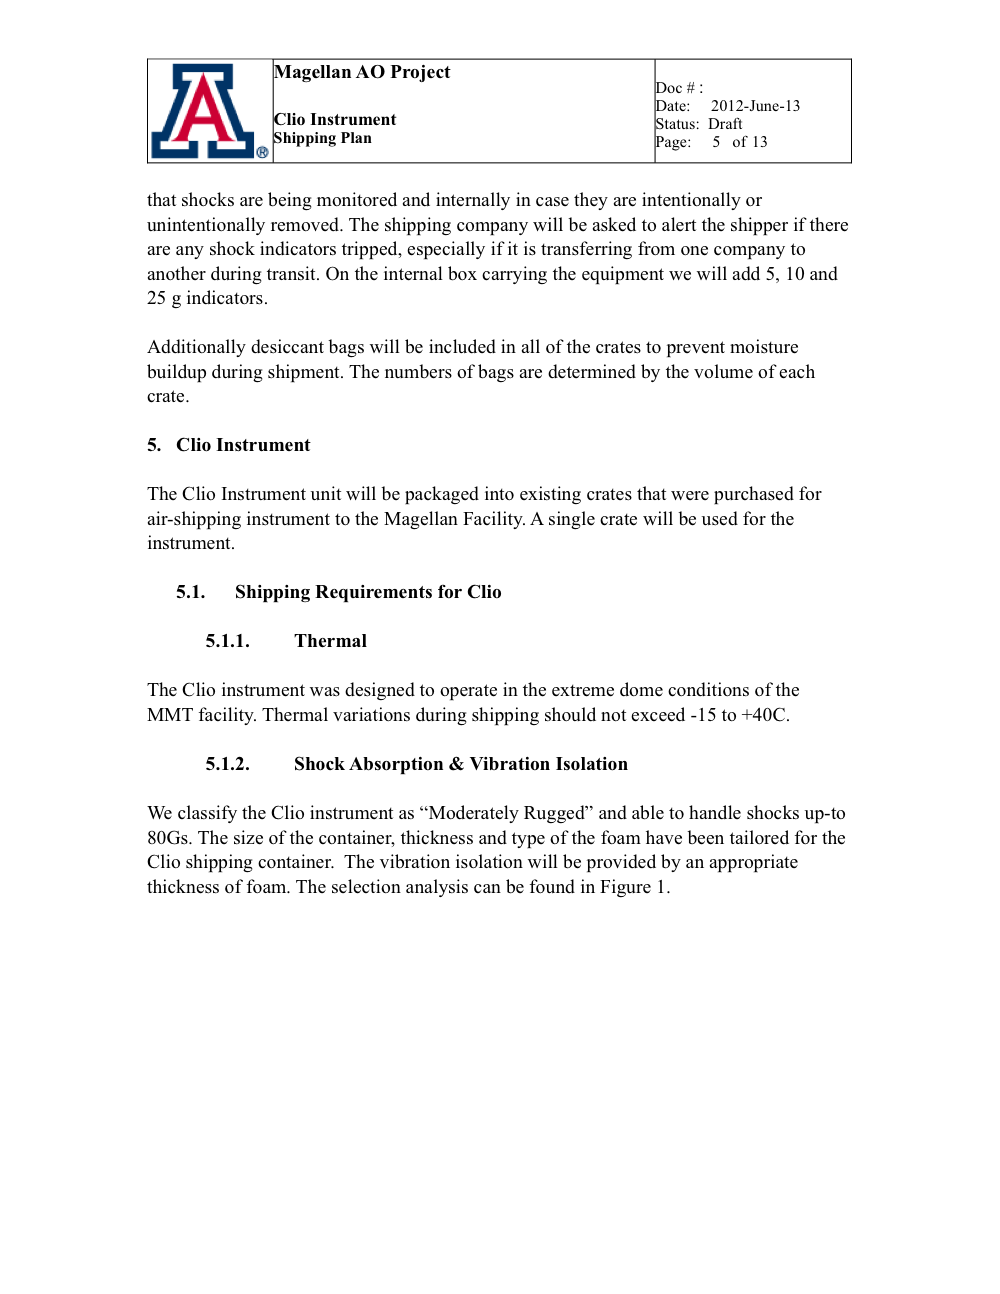 Magellan AO Project
Clio Instrument
Shipping Plan
Doc # :
Date: 2012-June-13
Status: Draft
Page: 5 of 13
A
®
that shocks are being monitored and internally in case they are intentionally or
unintentionally removed. The shipping company will be asked to alert the shipper if there
are any shock indicators tripped, especially if it is transferring from one company to
another during transit. On the internal box carrying the equipment we will add 5, 10 and
25 g indicators.
Additionally desiccant bags will be included in all of the crates to prevent moisture
buildup during shipment. The numbers of bags are determined by the volume of each
crate.
5. Clio Instrument
The Clio Instrument unit will be packaged into existing crates that were purchased for
air-shipping instrument to the Magellan Facility. A single crate will be used for the
instrument.
5.1. Shipping Requirements for Clio
5.1.1. Thermal
The Clio instrument was designed to operate in the extreme dome conditions of the
MMT facility. Thermal variations during shipping should not exceed -15 to +40C.
5.1.2. Shock Absorption & Vibration Isolation
We classify the Clio instrument as “Moderately Rugged” and able to handle shocks up-to
80Gs. The size of the container, thickness and type of the foam have been tailored for the
Clio shipping container. The vibration isolation will be provided by an appropriate
thickness of foam. The selection analysis can be found in Figure 1.